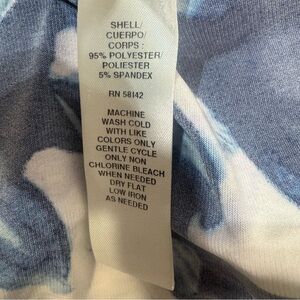 SHELL/
CUERPO/
CORPS :
95% POLYESTER/
POLIESTER
5% SPANDEX
RN 58142
MACHINE
WASH COLD
WITH LIKE
COLORS ONLY
GENTLE CYCLE
ONLY NON
CHLORINE BLEACH
WHEN NEEDED
DRY FLAT
LOW IRON
AS NEEDED